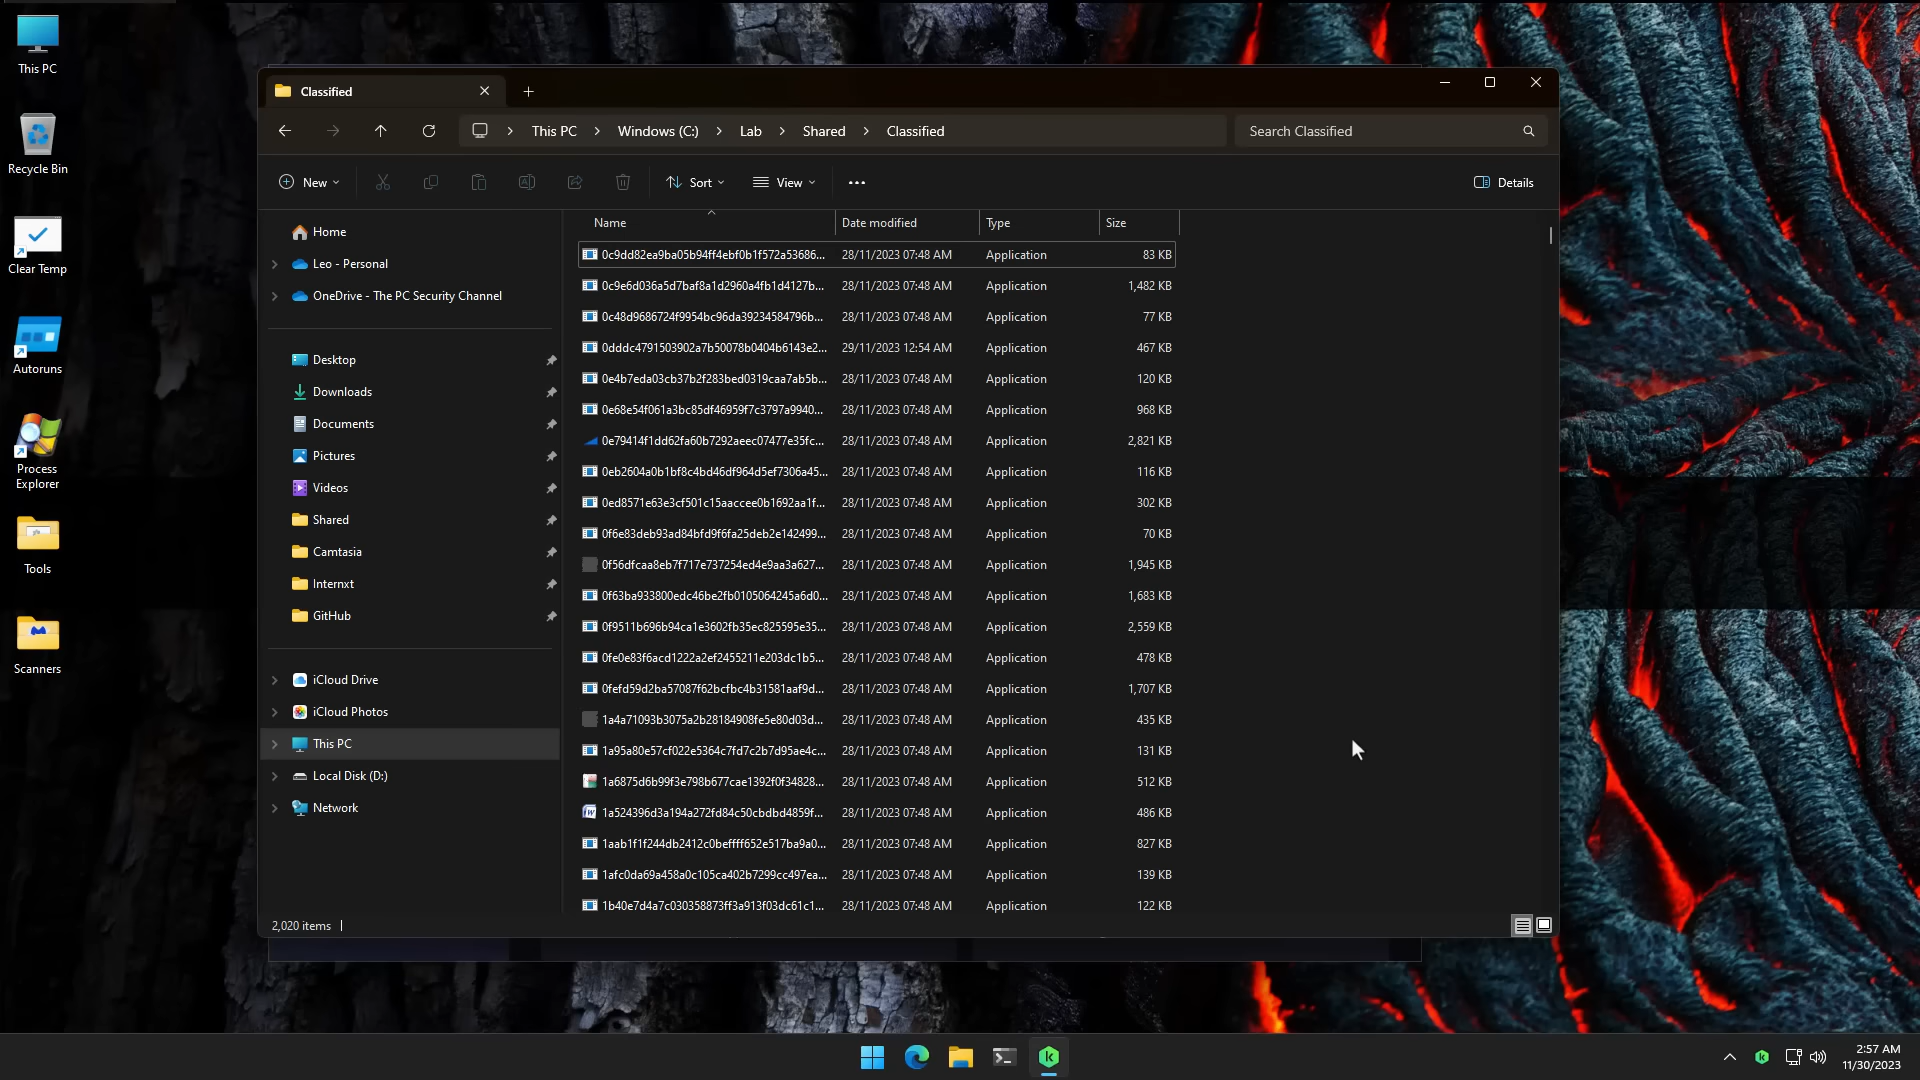 This PC
Recycle Bin
Clear Temp
Autoruns
Process
Explorer
Tools
Scanners
Classified
This PC
Windows (C:)
Lab
Shared
Classified
Search Classified
New
Sort
View
Details
Home
Leo - Personal
OneDrive - The PC Security Channel
Desktop
Downloads
Documents
Pictures
Videos
Shared
Camtasia
Internxt
GitHub
iCloud Drive
iCloud Photos
This PC
Local Disk (D:)
Network
Name Date modified Type Size
0c9dd82ea9ba05b94ff4ebf0b1f572a53686... 28/11/2023 07:48 AM Application 83 KB
0c9e6d036a5d7baf8a1d2960a4fb1d4127b... 28/11/2023 07:48 AM Application 1,482 KB
0c48d9686724f9954bc96da39234584796b... 28/11/2023 07:48 AM Application 77 KB
0dddc4791503902a7b50078b0404b6143e2... 29/11/2023 12:54 AM Application 467 KB
0e4b7eda03cb37b2f283bed0319caa7ab5b... 28/11/2023 07:48 AM Application 120 KB
0e68e54f061a3bc85df46959f7c3797a9940... 28/11/2023 07:48 AM Application 968 KB
0e79414f1dd62fa60b7292aeec07477e35fc... 28/11/2023 07:48 AM Application 2,821 KB
0eb2604a0b1bf8c4bd46df964d5ef7306a45... 28/11/2023 07:48 AM Application 116 KB
0ed8571e63e3cf501c15aaccee0b1692aa1f... 28/11/2023 07:48 AM Application 302 KB
0f6e83deb93ad84bfd9f6fa25deb2e142499... 28/11/2023 07:48 AM Application 70 KB
0f56dfcaa8eb7f717e737254ed4e9aa3a627... 28/11/2023 07:48 AM Application 1,945 KB
0f63ba933800edc46be2fb0105064245a6d0... 28/11/2023 07:48 AM Application 1,683 KB
0f9511b696b94ca1e3602fb35ec825595e35... 28/11/2023 07:48 AM Application 2,559 KB
0fe0e83f6acd1222a2ef2455211e203dc1b5... 28/11/2023 07:48 AM Application 478 KB
0fefd59d2ba57087f62bcfbc4b31581aaf9d... 28/11/2023 07:48 AM Application 1,707 KB
1a4a71093b3075a2b28184908fe5e80d03d... 28/11/2023 07:48 AM Application 435 KB
1a95a80e57cf022e5364c7fd7c2b7d95ae4c... 28/11/2023 07:48 AM Application 131 KB
1a6875d6b99f3e798b677cae1392f0f34828... 28/11/2023 07:48 AM Application 512 KB
1a524396d3a194a272fd84c50cbdbd4859f... 28/11/2023 07:48 AM Application 486 KB
1aab1f1f244db2412c0beffff652e517ba9a0... 28/11/2023 07:48 AM Application 827 KB
1afc0da69a458a0c105ca402b7299cc497ea... 28/11/2023 07:48 AM Application 139 KB
1b40e7d4a7c030358873ff3a913f03dc61c1... 28/11/2023 07:48 AM Application 122 KB
2,020 items
2:57 AM
11/30/2023